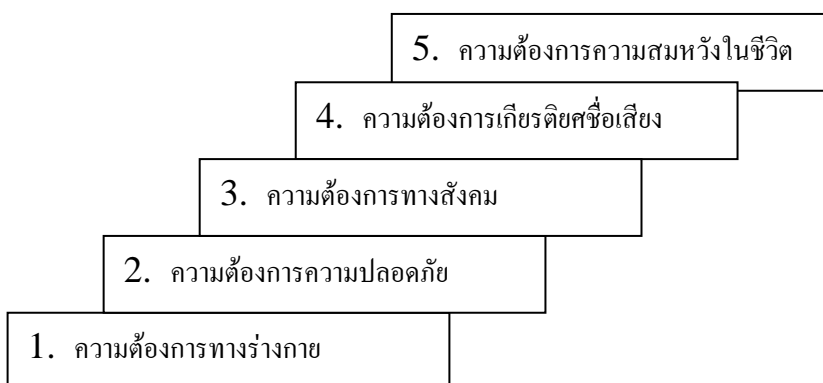 5. ความต้องการความสมหวังในชีวิต
4. ความต้องการเกียรติยศชื่อเสียง
3. ความต้องการทางสังคม
2. ความต้องการความปลอดภัย
1. ความต้องการทางร่างกาย